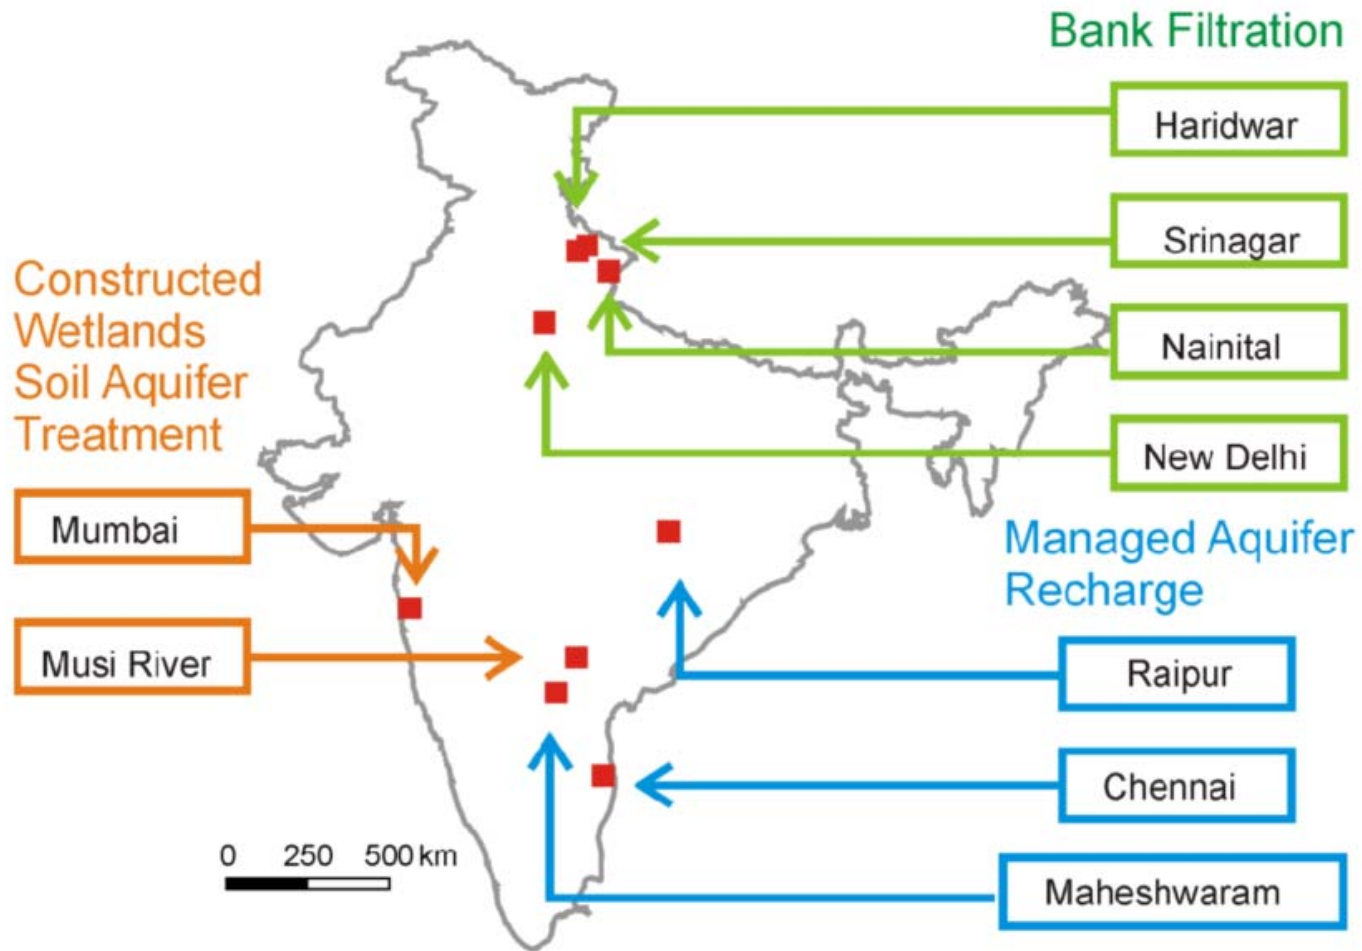 Bank Filtration
Haridwar
Srinagar
Nainital
New Delhi
Constructed
Wetlands
Soil Aquifer
Treatment
Mumbai
Musi River
Managed Aquifer
Recharge
Raipur
Chennai
Maheshwaram
0 250 500 km